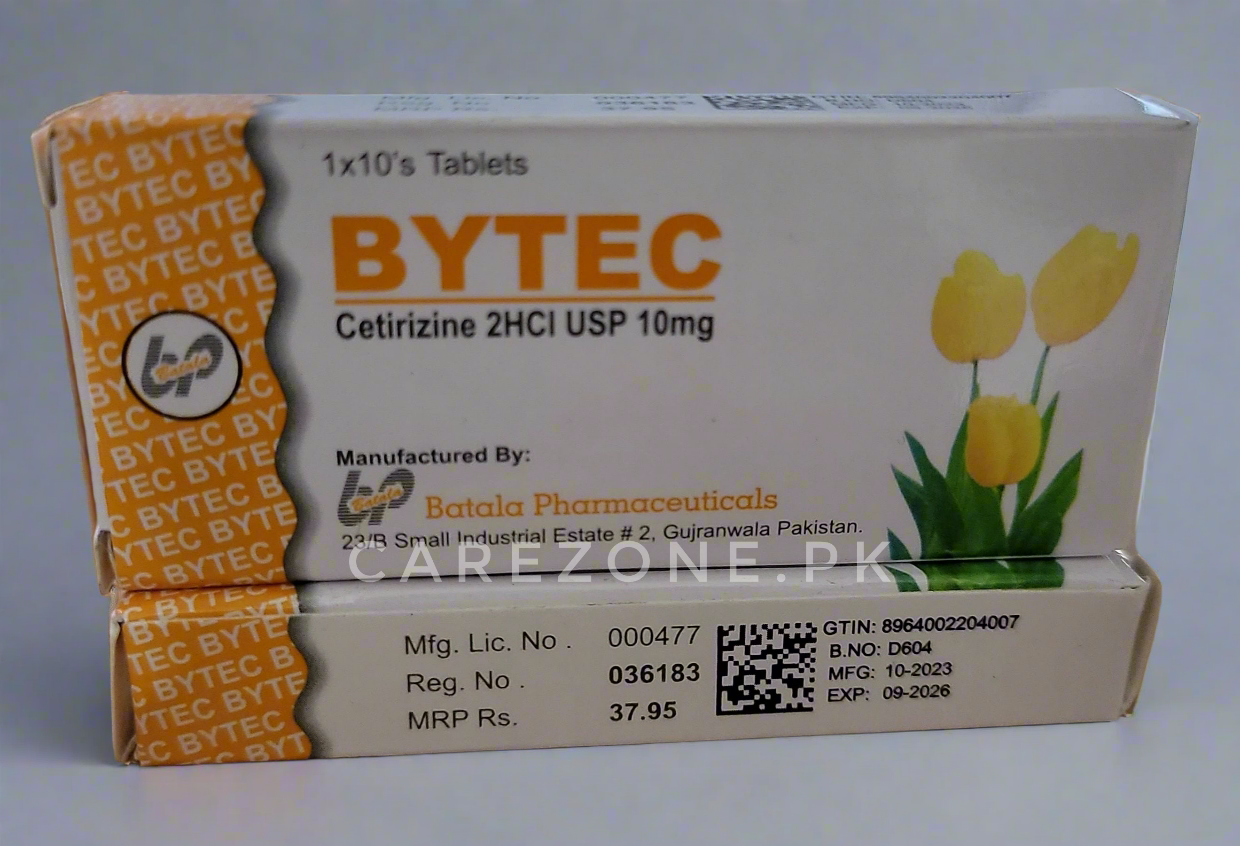 1x10's Tablets
BYTEC
Cetirizine 2HCl USP 10mg
Batala
Manufactured By:
Batala
Batala Pharmaceuticals
23/B Small Industrial Estate # 2, Gujranwala Pakistan.
CAREZONE.PK
Mfg. Lic. No . 000477
Reg. No . 036183
MRP Rs. 37.95
GTIN: 8964002204007
B.NO: D604
MFG: 10-2023
EXP: 09-2026